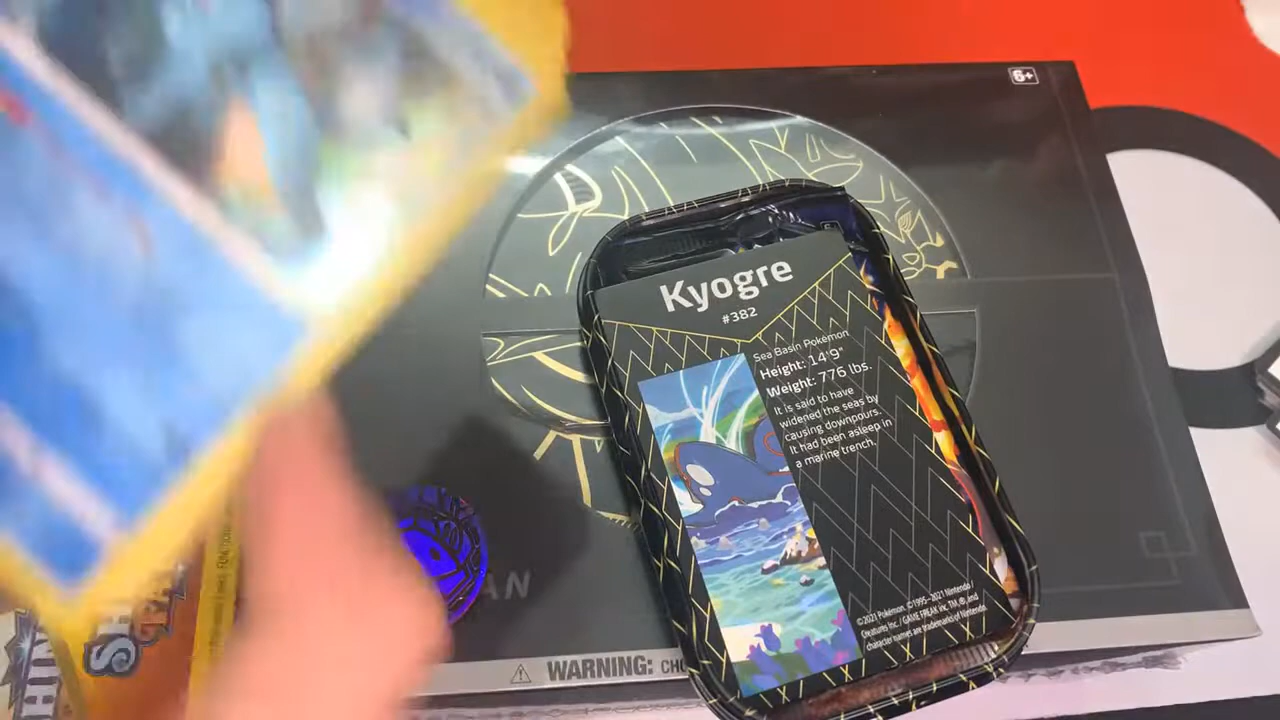 6+
Kyogre
#382
Sea Basin Pokémon
Height: 14'9"
Weight: 776 lbs.
It is said to have
widened the seas by
causing downpours.
It had been asleep in
a marine trench.
©2021 Pokémon. ©1995–2021 Nintendo /
Creatures Inc. / GAME FREAK inc. TM, ®, and
character names are trademarks of Nintendo.
AN
WARNING: CHO